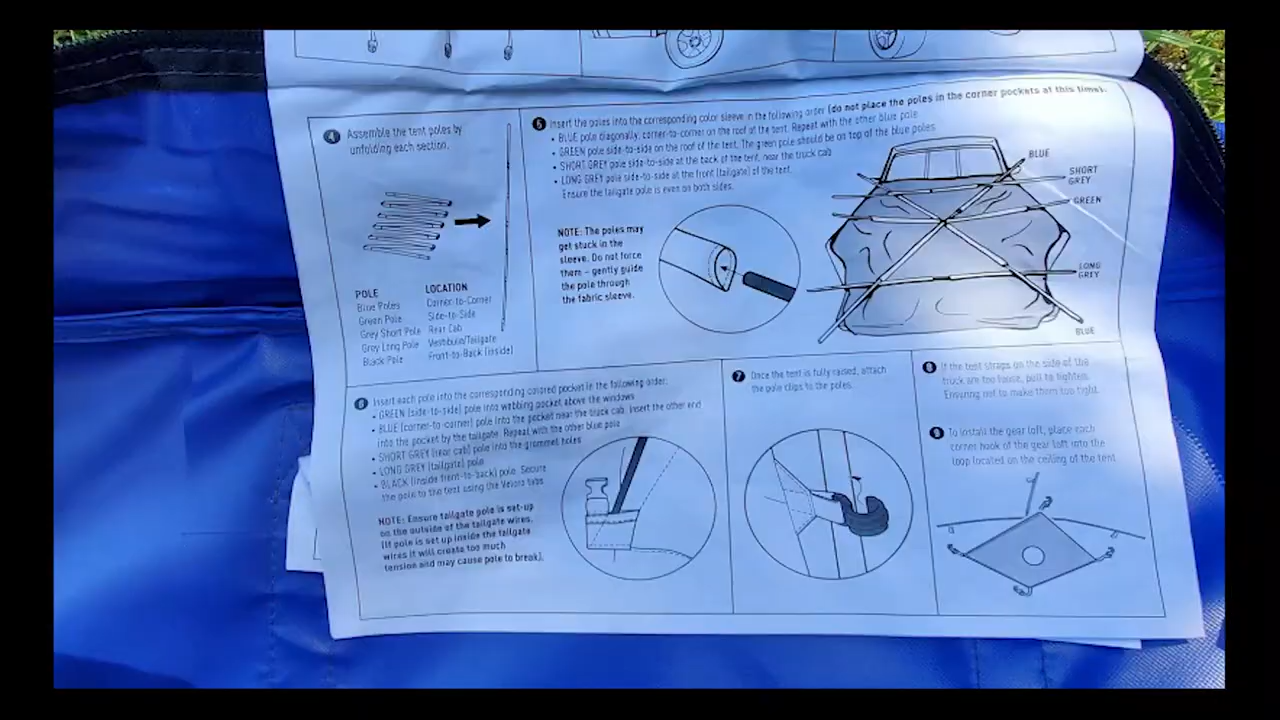 4 Assemble the tent poles by
unfolding each section.
POLE LOCATION
Blue Poles Corner-to-Corner
Green Pole Side-to-Side
Grey Short Pole Rear Cab
Grey Long Pole Vestibule/Tailgate
Black Pole Front-to-Back (inside)
5 Insert the poles into the corresponding color sleeve in the following order (do not place the poles in the corner pockets at this time).
• BLUE pole diagonally, corner-to-corner on the roof of the tent. Repeat with the other blue pole
• GREEN pole side-to-side on the roof of the tent. The green pole should be on top of the blue poles
• SHORT GREY pole side-to-side at the back of the tent, near the truck cab
• LONG GREY pole side-to-side at the front (tailgate) of the tent.
Ensure the tailgate pole is even on both sides.
NOTE: The poles may
get stuck in the
sleeve. Do not force
them – gently guide
the pole through
the fabric sleeve.
BLUE
SHORT
GREY
GREEN
LONG
GREY
BLUE
6 Insert each pole into the corresponding colored pocket in the following order:
• GREEN (side-to-side) pole into webbing pocket above the windows
• BLUE (corner-to-corner) pole into the pocket near the truck cab. Insert the other end
into the pocket by the tailgate. Repeat with the other blue pole
• SHORT GREY (rear cab) pole into the grommet holes
• LONG GREY (tailgate) pole
• BLACK (inside front-to-back) pole. Secure
the pole to the tent using the Velcro tabs
NOTE: Ensure tailgate pole is set-up
on the outside of the tailgate wires.
(If pole is set up inside the tailgate
wires it will create too much
tension and may cause pole to break).
7 Once the tent is fully raised, attach
the pole clips to the poles.
8 If the tent straps on the side of the
truck are too loose, pull to tighten.
Ensuring not to make them too tight.
9 To install the gear loft, place each
corner hook of the gear loft into the
loop located on the ceiling of the tent.